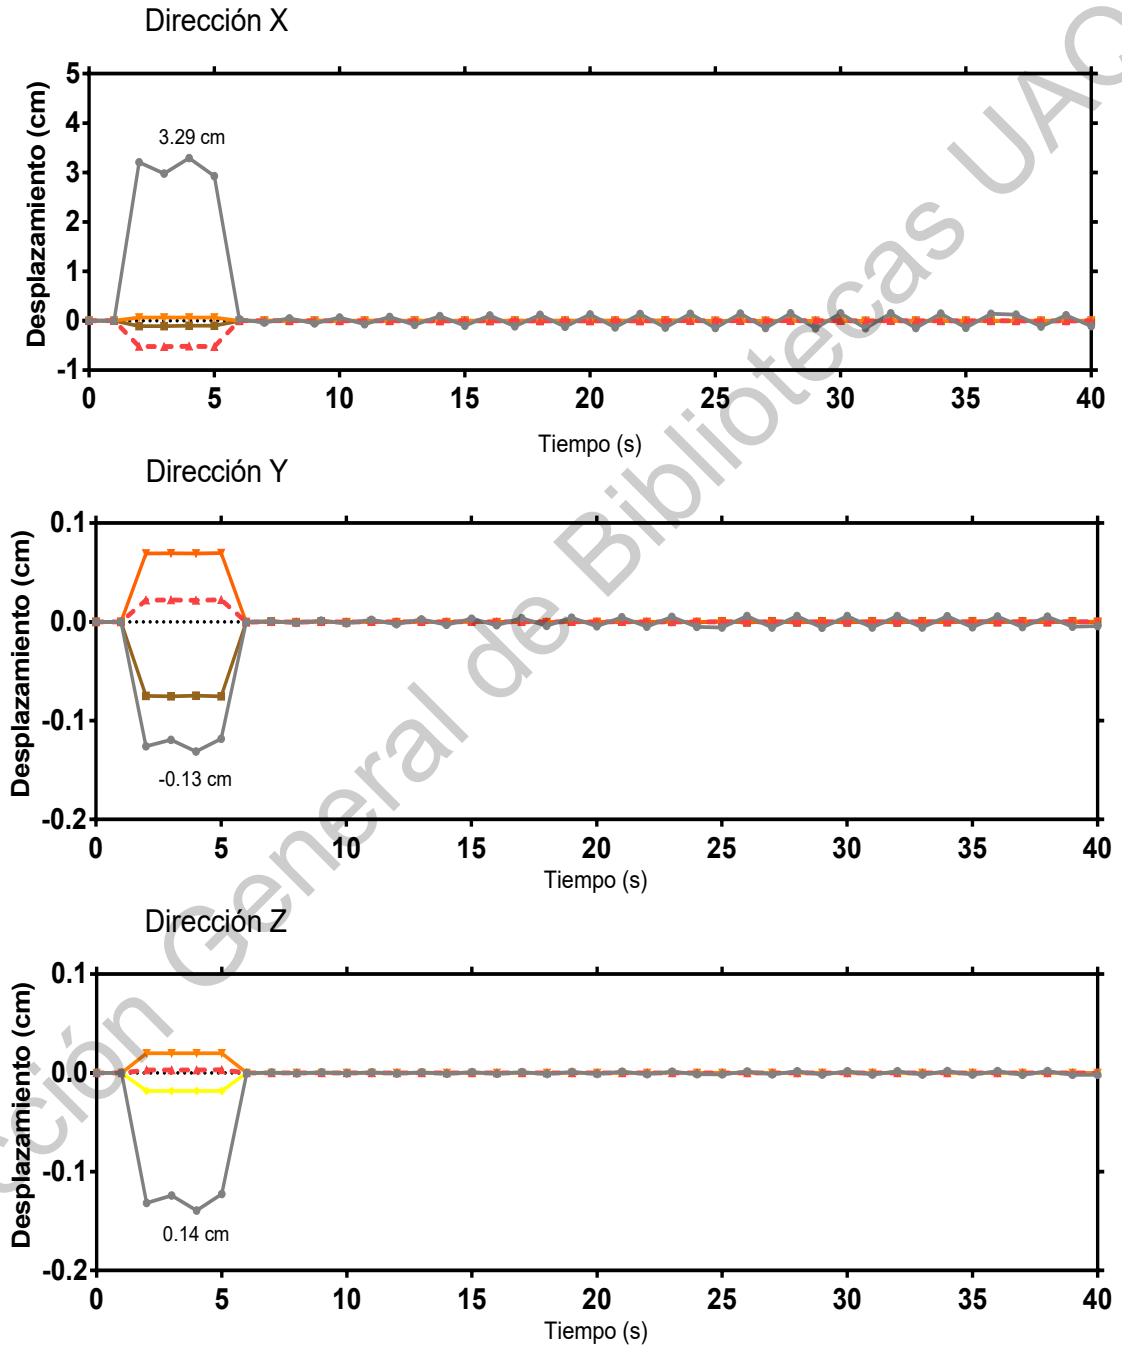 Dirección X
Desplazamiento (cm)
5
4
3
2
1
0
-1
3.29 cm
0 5 10 15 20 25 30 35 40
Tiempo (s)
Dirección Y
Desplazamiento (cm)
0.1
0.0
-0.1
-0.2
-0.13 cm
0 5 10 15 20 25 30 35 40
Tiempo (s)
Dirección Z
Desplazamiento (cm)
0.1
0.0
-0.1
-0.2
0.14 cm
0 5 10 15 20 25 30 35 40
Tiempo (s)
General de Bibliotecas